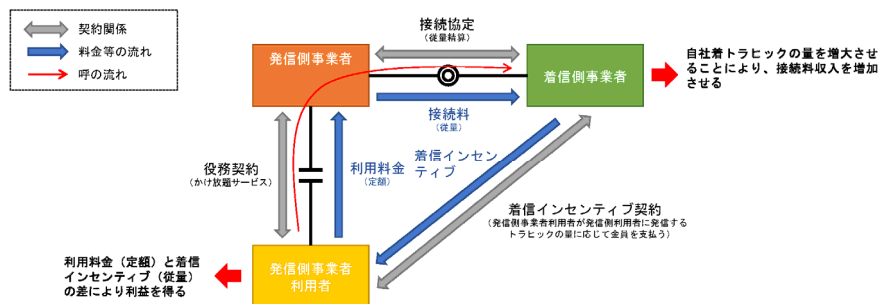 契約関係
料金等の流れ
呼の流れ
接続協定
(従量精算)
発信側事業者
着信側事業者
自社着トラヒックの量を増大させ
ることにより、接続料収入を増加
させる
接続料
(従量)
役務契約
(かけ放題サービス)
利用料金
(定額)
着信インセン
ティブ
着信インセンティブ契約
(発信側事業者利用者が発信側利用者に発信する
トラヒックの量に応じて金員を支払う)
利用料金(定額)と着信
インセンティブ(従量)
の差により利益を得る
発信側事業者
利用者